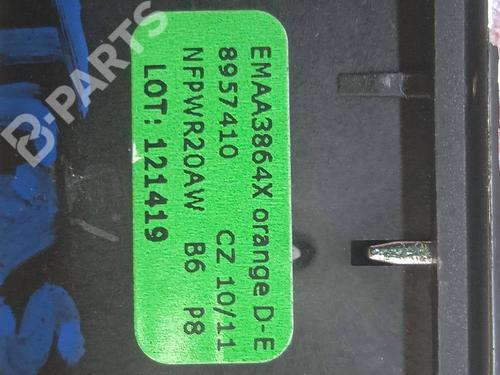 EMAA3864X orange D-E
8957410 CZ 10/11
NFPWR20AW B6 P8
LOT: 121419
B-PARTS